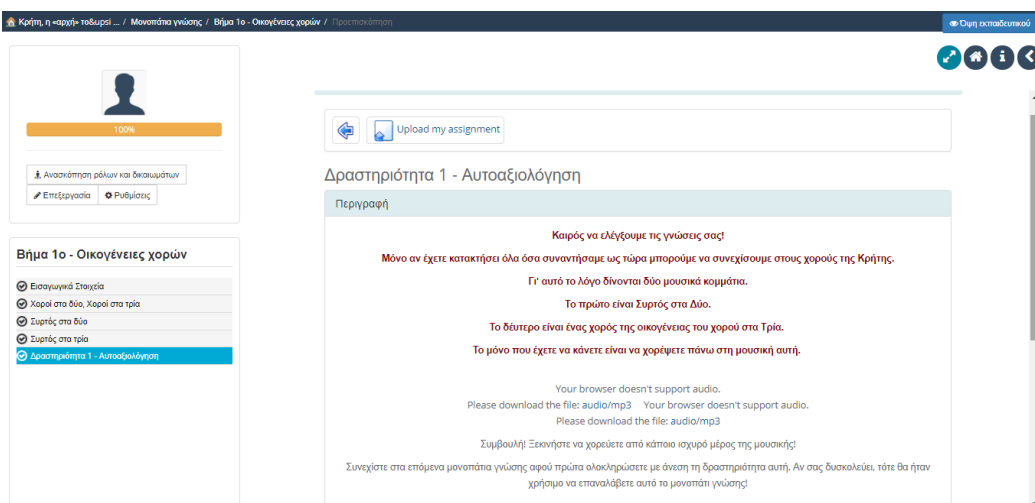 Κρήτη, η «αρχή» το&upsi ... / Μονοπάτια γνώσης / Βήμα 1ο - Οικογένειες χορών / Προεπισκόπηση
Όψη εκπαιδευτικού
100%
Ανασκόπηση ρόλων και δικαιωμάτων
Επεξεργασία
Ρυθμίσεις
Βήμα 1ο - Οικογένειες χορών
Εισαγωγικά Στοιχεία
Χοροί στα δύο, Χοροί στα τρία
Συρτός στα δύο
Συρτός στα τρία
Δραστηριότητα 1 - Αυτοαξιολόγηση
Upload my assignment
Δραστηριότητα 1 - Αυτοαξιολόγηση
Περιγραφή
Καιρός να ελέγξουμε τις γνώσεις σας!
Μόνο αν έχετε κατακτήσει όλα όσα συναντήσαμε ως τώρα μπορούμε να συνεχίσουμε στους χορούς της Κρήτης.
Γι' αυτό το λόγο δίνονται δύο μουσικά κομμάτια.
Το πρώτο είναι Συρτός στα Δύο.
Το δεύτερο είναι ένας χορός της οικογένειας του χορού στα Τρία.
Το μόνο που έχετε να κάνετε είναι να χορέψετε πάνω στη μουσική αυτή.
Your browser doesn't support audio.
Please download the file: audio/mp3 Your browser doesn't support audio.
Please download the file: audio/mp3
Συμβουλή! Ξεκινήστε να χορεύετε από κάποιο ισχυρό μέρος της μουσικής!
Συνεχίστε στα επόμενα μονοπάτια γνώσης αφού πρώτα ολοκληρώσετε με άνεση τη δραστηριότητα αυτή. Αν σας δυσκολεύει, τότε θα ήταν
χρήσιμο να επαναλάβετε αυτό το μονοπάτι γνώσης!